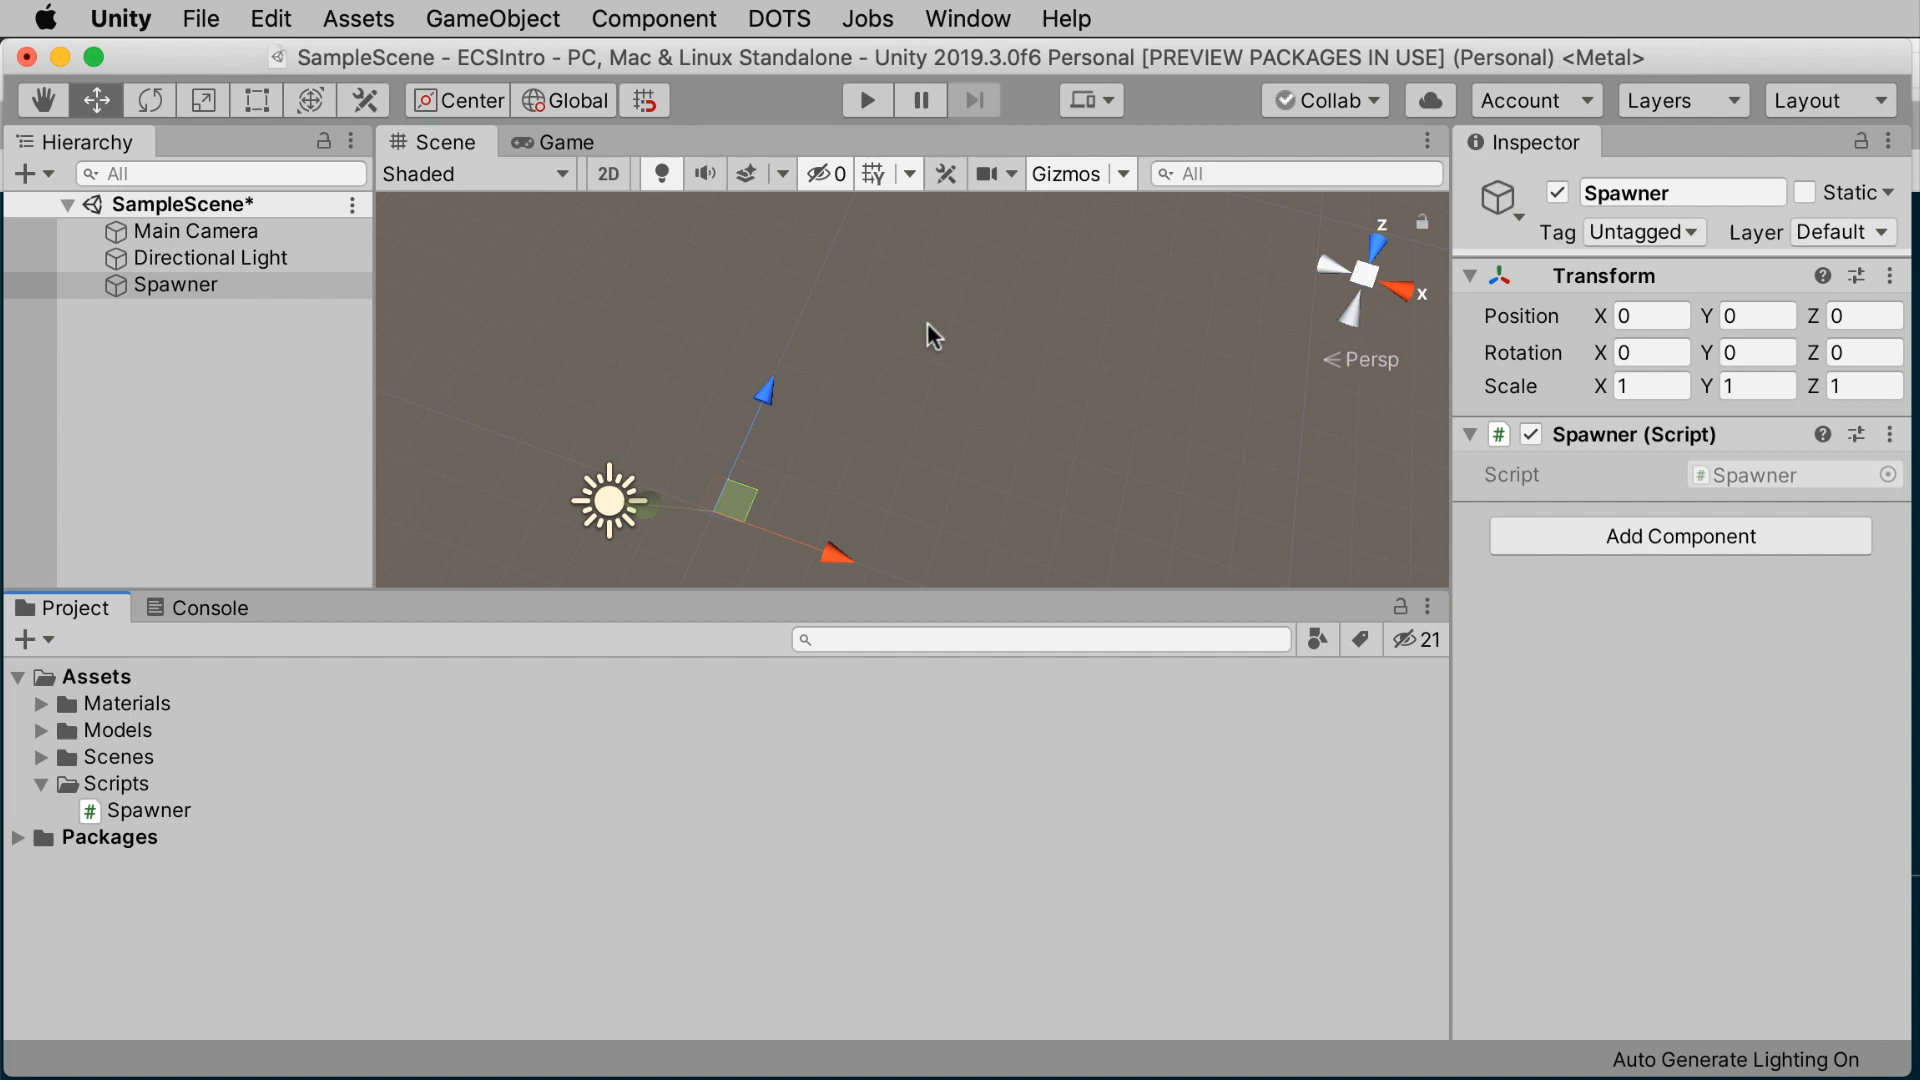 Unity File Edit Assets GameObject Component DOTS Jobs Window Help
SampleScene - ECSIntro - PC, Mac & Linux Standalone - Unity 2019.3.0f6 Personal [PREVIEW PACKAGES IN USE] (Personal) <Metal>
Center Global Collab Account Layers Layout
Hierarchy
All
SampleScene*
Main Camera
Directional Light
Spawner
Scene Game
Shaded 2D 0 Gizmos All
z
x
Persp
Inspector
Spawner Static
Tag Untagged Layer Default
Transform
Position X 0 Y 0 Z 0
Rotation X 0 Y 0 Z 0
Scale X 1 Y 1 Z 1
# Spawner (Script)
Script # Spawner
Add Component
Project Console
21
Assets
Materials
Models
Scenes
Scripts
# Spawner
Packages
Auto Generate Lighting On